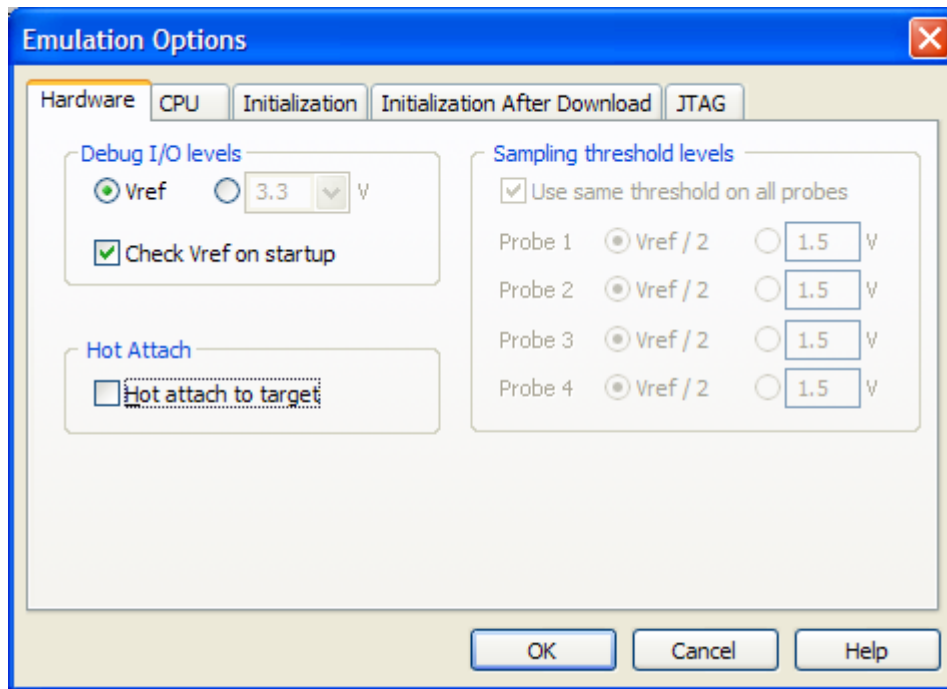 Emulation Options
Hardware CPU Initialization Initialization After Download JTAG
Debug I/O levels
Vref 3.3 V
Check Vref on startup
Hot Attach
Hot attach to target
Sampling threshold levels
Use same threshold on all probes
Probe 1 Vref / 2 1.5 V
Probe 2 Vref / 2 1.5 V
Probe 3 Vref / 2 1.5 V
Probe 4 Vref / 2 1.5 V
OK Cancel Help